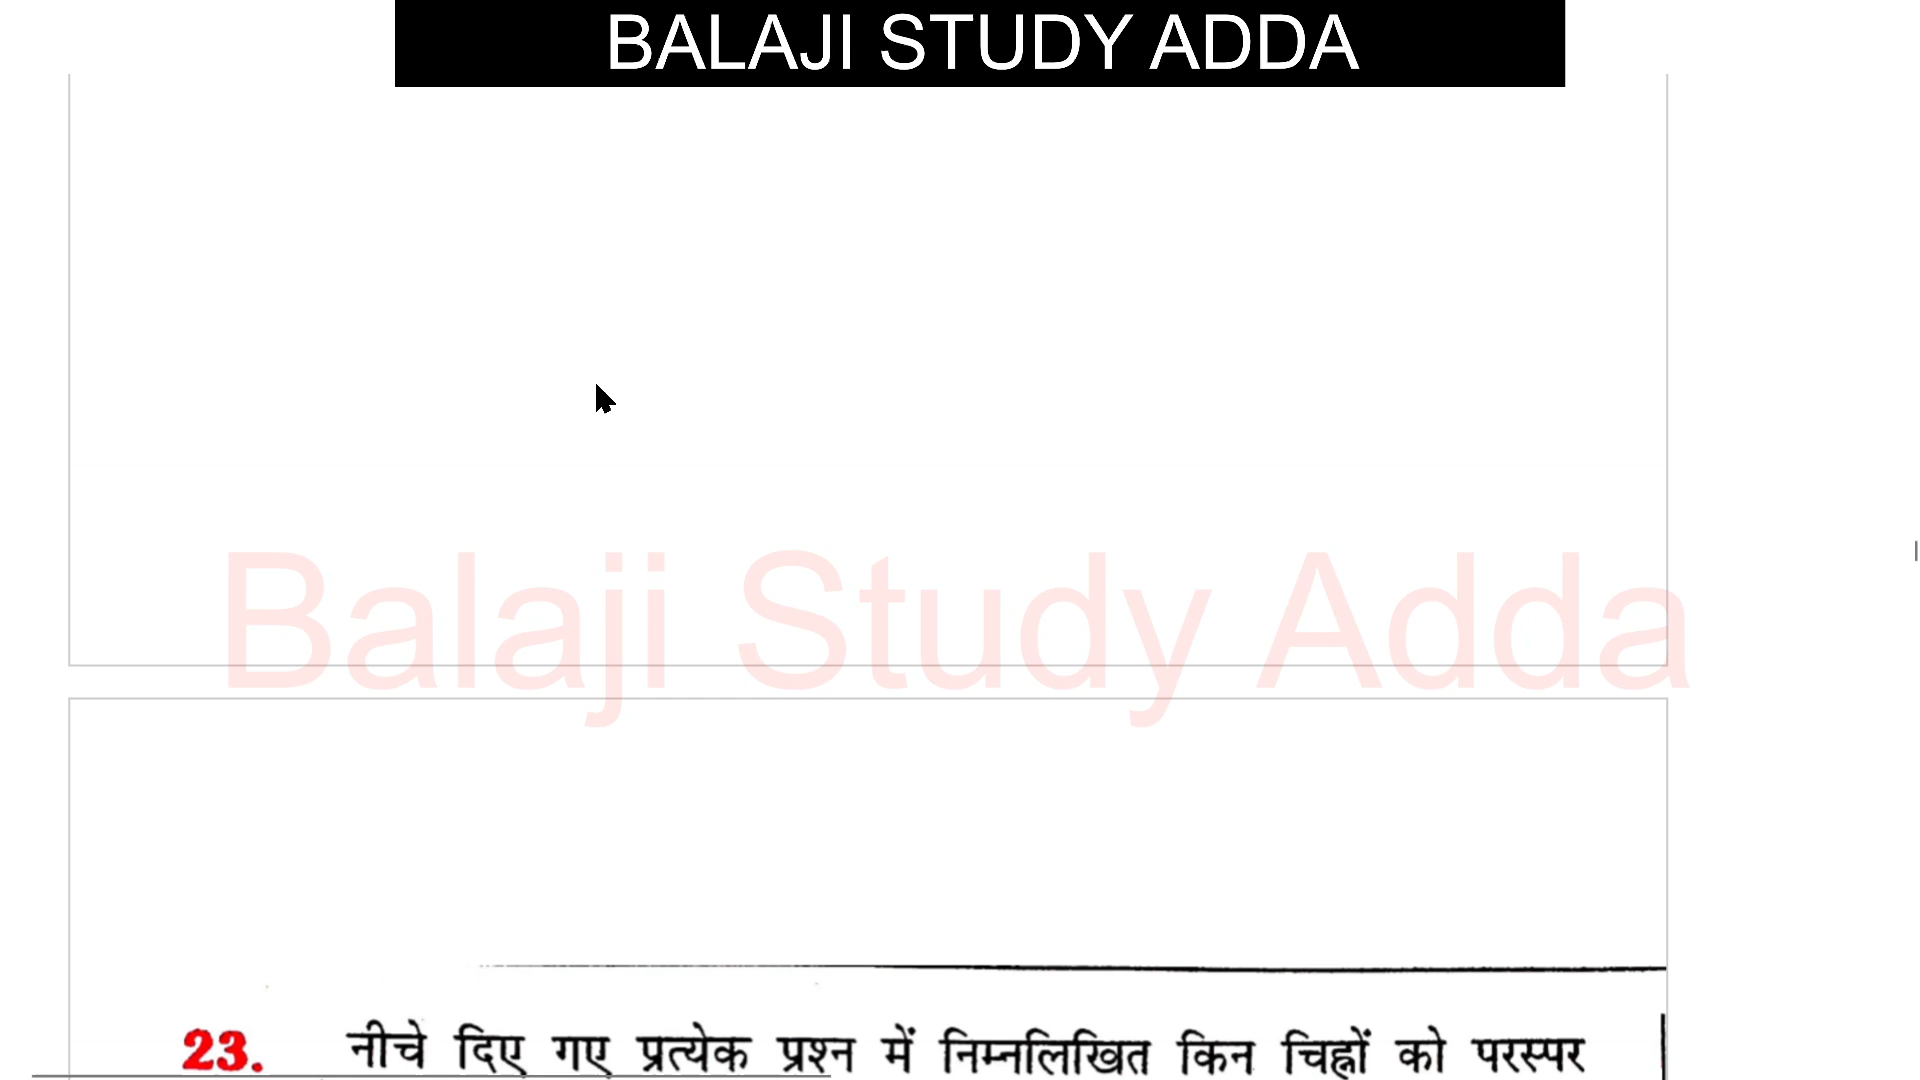 BALAJI STUDY ADDA
Balaji Study Adda
23. नीचे दिए गए प्रत्येक प्रश्न में निम्नलिखित किन चिह्नों को परस्पर